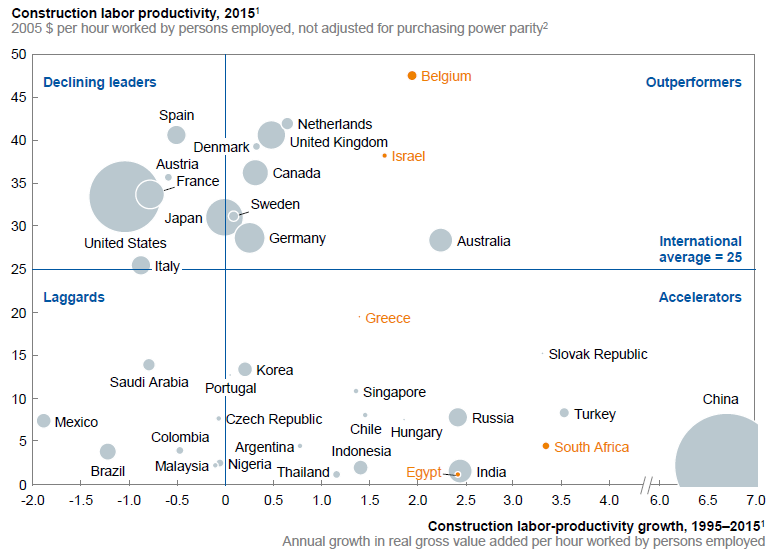 Construction labor productivity, 2015¹
2005 $ per hour worked by persons employed, not adjusted for purchasing power parity²
50
Declining leaders
Belgium
Outperformers
45
Spain
Netherlands
40
Denmark
United Kingdom
Israel
Austria
35
France
Canada
Sweden
Japan
30
United States
Germany
Australia
International
average = 25
Italy
25
Laggards
Accelerators
20
Greece
15
Slovak Republic
Korea
Saudi Arabia
Portugal
10
Singapore
China
Mexico
Czech Republic
Chile
Hungary
Russia
Turkey
5
Colombia
Argentina
Indonesia
South Africa
Brazil
Malaysia
Nigeria
Thailand
Egypt
India
0
-2.0 -1.5 -1.0 -0.5 0 0.5 1.0 1.5 2.0 2.5 3.0 3.5 4.0 6.0 6.5 7.0
Construction labor-productivity growth, 1995–2015¹
Annual growth in real gross value added per hour worked by persons employed